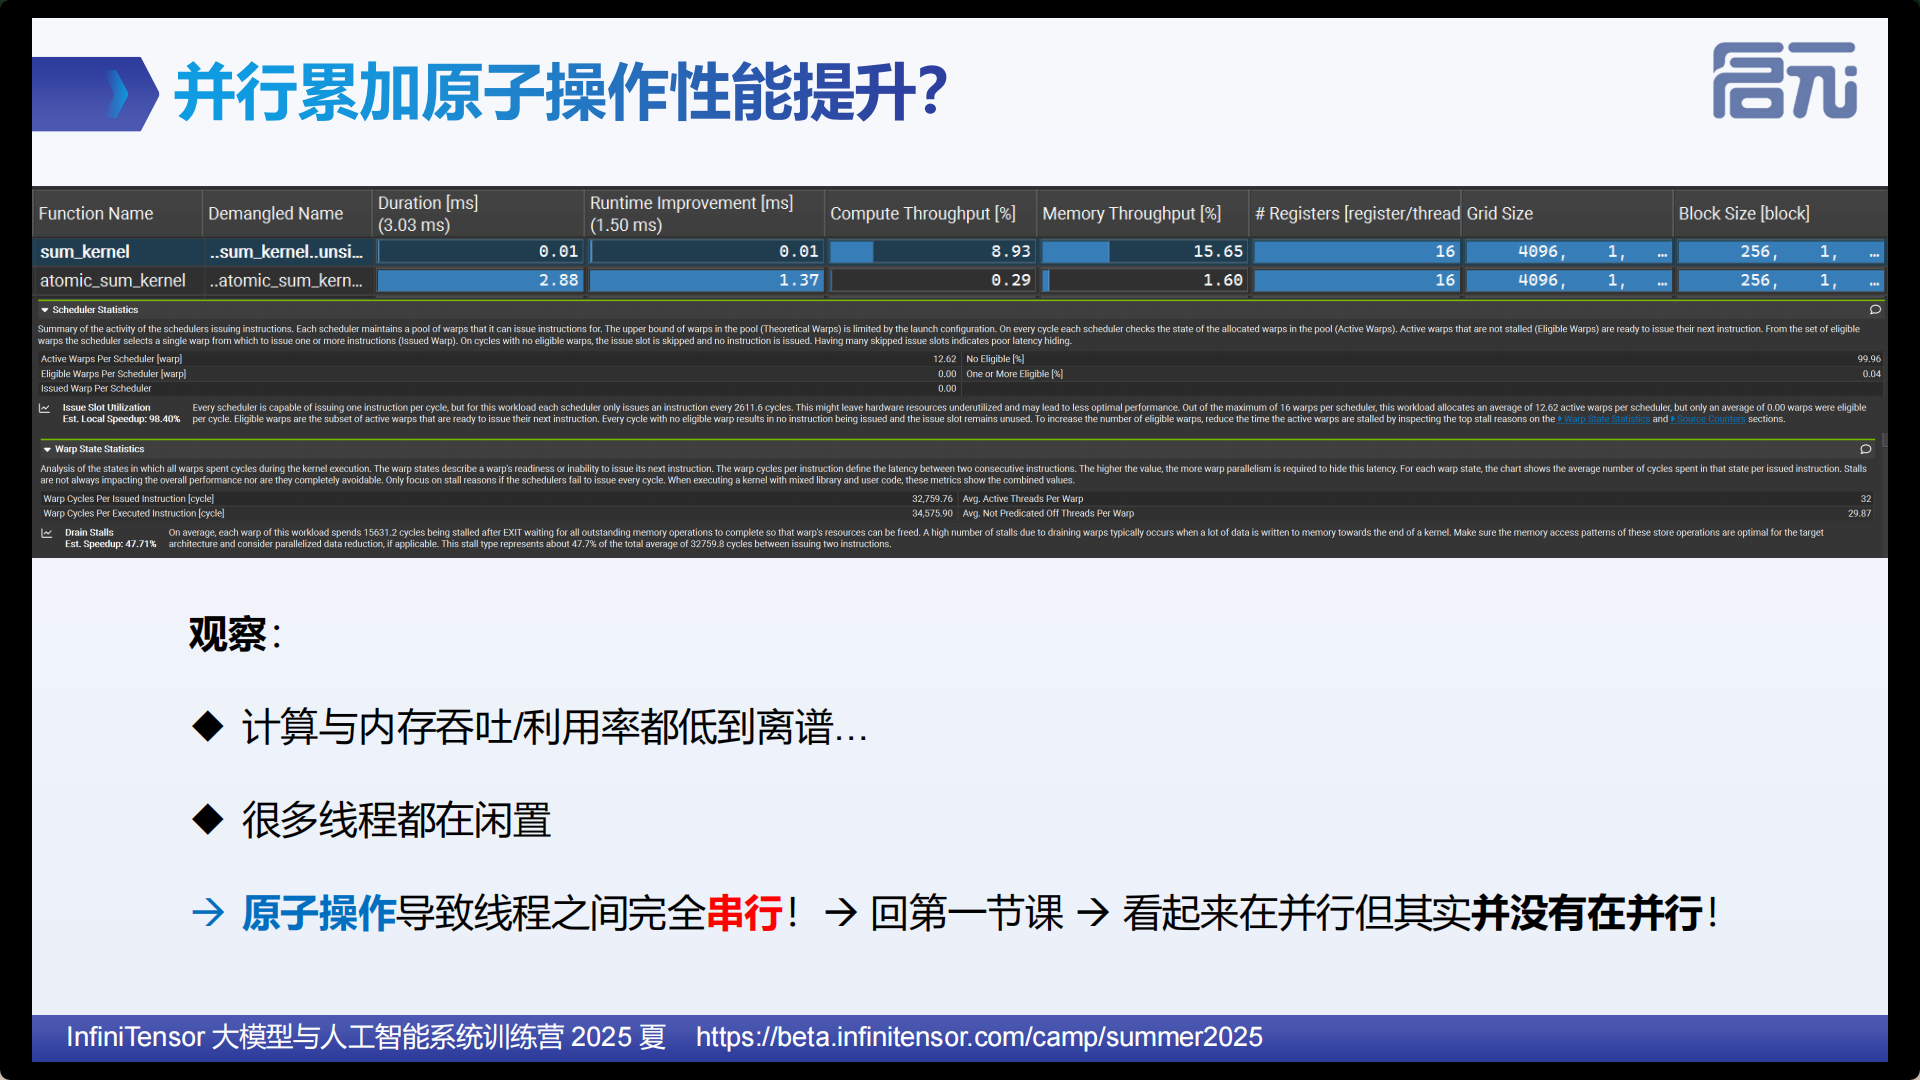 并行累加原子操作性能提升?
启元
Function Name Demangled Name Duration [ms] (3.03 ms) Runtime Improvement [ms] (1.50 ms) Compute Throughput [%] Memory Throughput [%] # Registers [register/thread Grid Size Block Size [block]
sum_kernel ..sum_kernel..unsi... 0.01 0.01 8.93 15.65 16 4096, 1, ... 256, 1, ...
atomic_sum_kernel ..atomic_sum_kern... 2.88 1.37 0.29 1.60 16 4096, 1, ... 256, 1, ...
Scheduler Statistics
Summary of the activity of the schedulers issuing instructions. Each scheduler maintains a pool of warps that it can issue instructions for. The upper bound of warps in the pool (Theoretical Warps) is limited by the launch configuration. On every cycle each scheduler checks the state of the allocated warps in the pool (Active Warps). Active warps that are not stalled (Eligible Warps) are ready to issue their next instruction. From the set of eligible
warps the scheduler selects a single warp from which to issue one or more instructions (Issued Warp). On cycles with no eligible warps, the issue slot is skipped and no instruction is issued. Having many skipped issue slots indicates poor latency hiding.
Active Warps Per Scheduler [warp] 12.62 No Eligible [%] 99.96
Eligible Warps Per Scheduler [warp] 0.00 One or More Eligible [%] 0.04
Issued Warp Per Scheduler 0.00
Issue Slot Utilization Every scheduler is capable of issuing one instruction per cycle, but for this workload each scheduler only issues an instruction every 2611.6 cycles. This might leave hardware resources underutilized and may lead to less optimal performance. Out of the maximum of 16 warps per scheduler, this workload allocates an average of 12.62 active warps per scheduler, but only an average of 0.00 warps were eligible
Est. Local Speedup: 98.40% per cycle. Eligible warps are the subset of active warps that are ready to issue their next instruction. Every cycle with no eligible warp results in no instruction being issued and the issue slot remains unused. To increase the number of eligible warps, reduce the time the active warps are stalled by inspecting the top stall reasons on the Warp State Statistics and Source Counters sections.
Warp State Statistics
Analysis of the states in which all warps spent cycles during the kernel execution. The warp states describe a warp's readiness or inability to issue its next instruction. The warp cycles per instruction define the latency between two consecutive instructions. The higher the value, the more warp parallelism is required to hide this latency. For each warp state, the chart shows the average number of cycles spent in that state per issued instruction. Stalls
are not always impacting the overall performance nor are they completely avoidable. Only focus on stall reasons if the schedulers fail to issue every cycle. When executing a kernel with mixed library and user code, these metrics show the combined values.
Warp Cycles Per Issued Instruction [cycle] 32,759.76 Avg. Active Threads Per Warp 32
Warp Cycles Per Executed Instruction [cycle] 34,575.90 Avg. Not Predicated Off Threads Per Warp 29.87
Drain Stalls On average, each warp of this workload spends 15631.2 cycles being stalled after EXIT waiting for all outstanding memory operations to complete so that warp's resources can be freed. A high number of stalls due to draining warps typically occurs when a lot of data is written to memory towards the end of a kernel. Make sure the memory access patterns of these store operations are optimal for the target
Est. Speedup: 47.71% architecture and consider parallelized data reduction, if applicable. This stall type represents about 47.7% of the total average of 32759.8 cycles between issuing two instructions.
观察：
◆ 计算与内存吞吐/利用率都低到离谱…
◆ 很多线程都在闲置
→ 原子操作导致线程之间完全串行！→ 回第一节课 → 看起来在并行但其实并没有在并行！
InfiniTensor 大模型与人工智能系统训练营 2025 夏 https://beta.infinitensor.com/camp/summer2025